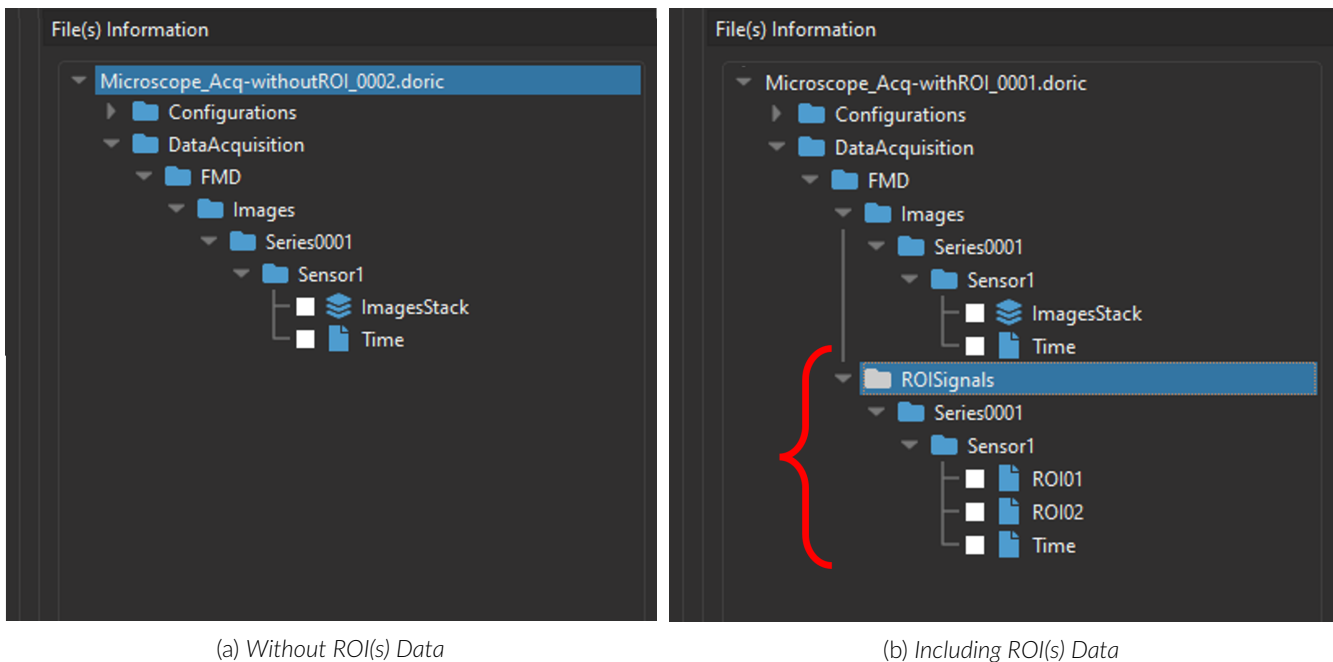 File(s) Information
Microscope_Acq-withoutROI_0002.doric
Configurations
DataAcquisition
FMD
Images
Series0001
Sensor1
ImagesStack
Time
(a) Without ROI(s) Data
File(s) Information
Microscope_Acq-withROI_0001.doric
Configurations
DataAcquisition
FMD
Images
Series0001
Sensor1
ImagesStack
Time
ROISignals
Series0001
Sensor1
ROI01
ROI02
Time
(b) Including ROI(s) Data